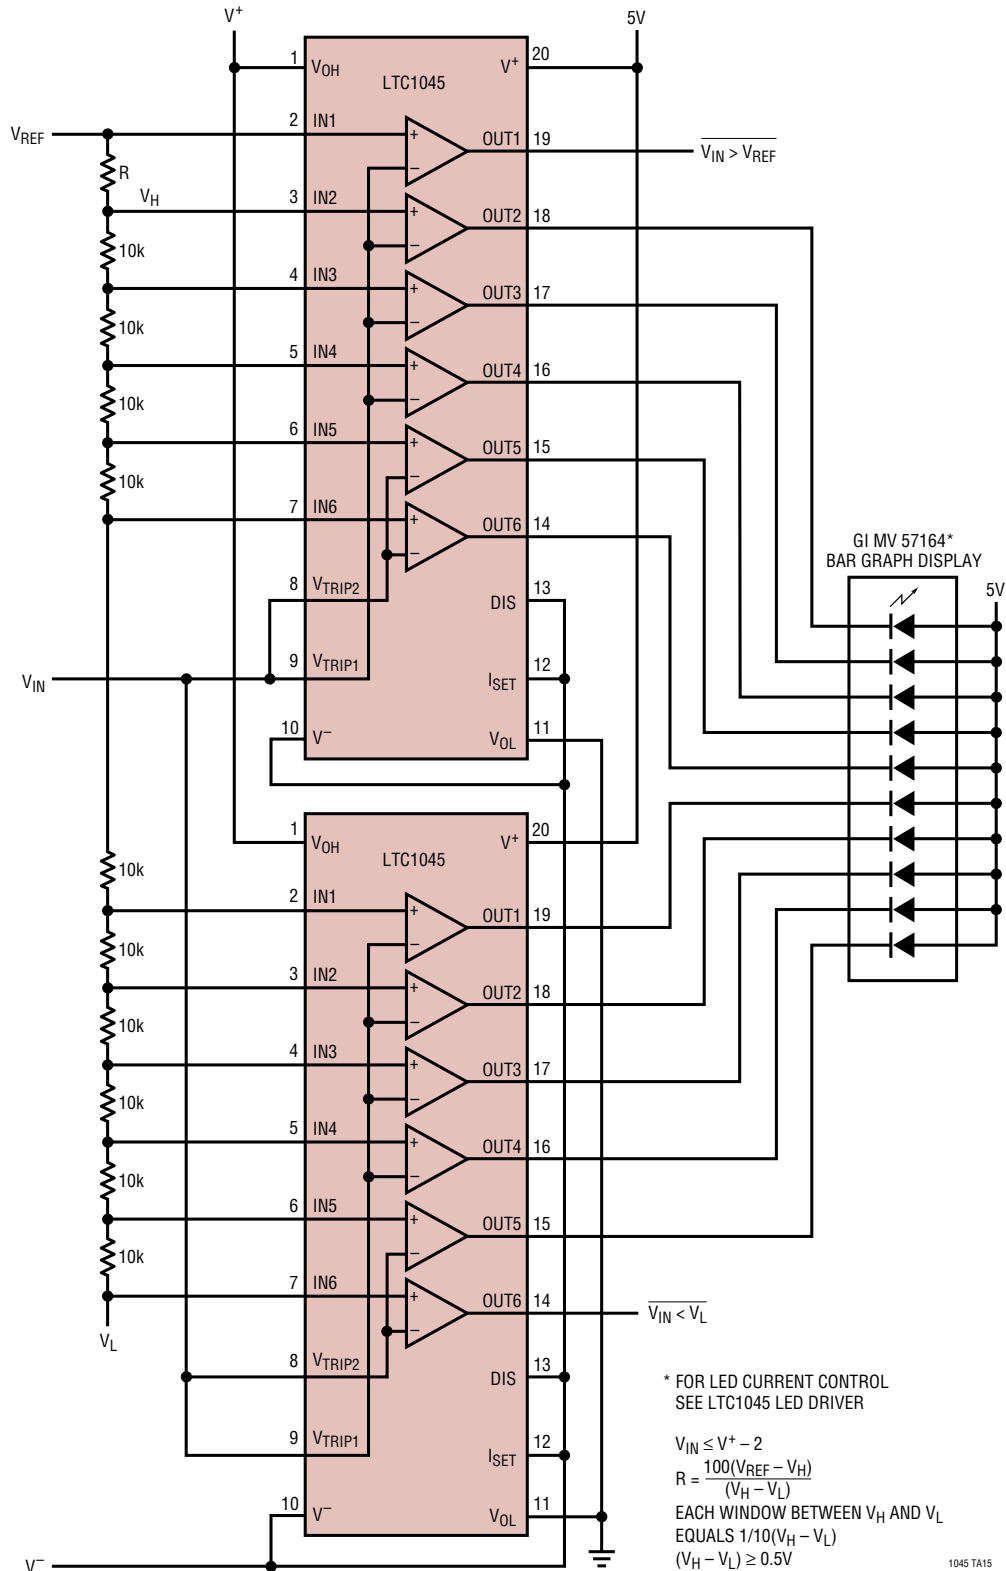 V+ 5V
1 VOH LTC1045 V+ 20
VREF 2 IN1 + − OUT1 19 VIN > VREF
R
VH 3 IN2 + − OUT2 18
10k
4 IN3 + − OUT3 17
10k
5 IN4 + − OUT4 16
10k
6 IN5 + − OUT5 15
10k
7 IN6 + − OUT6 14
GI MV 57164*
BAR GRAPH DISPLAY
5V
8 VTRIP2 DIS 13
VIN 9 VTRIP1 ISET 12
10 V− VOL 11
1 VOH LTC1045 V+ 20
10k
2 IN1 + − OUT1 19
10k
3 IN2 + − OUT2 18
10k
4 IN3 + − OUT3 17
10k
5 IN4 + − OUT4 16
10k
6 IN5 + − OUT5 15
10k
7 IN6 + − OUT6 14 VIN < VL
VL
8 VTRIP2 DIS 13
9 VTRIP1 ISET 12
10 V− VOL 11
V−
* FOR LED CURRENT CONTROL
SEE LTC1045 LED DRIVER
VIN ≤ V+ – 2
R = 100(VREF – VH) / (VH – VL)
EACH WINDOW BETWEEN VH AND VL
EQUALS 1/10(VH – VL)
(VH – VL) ≥ 0.5V
1045 TA15